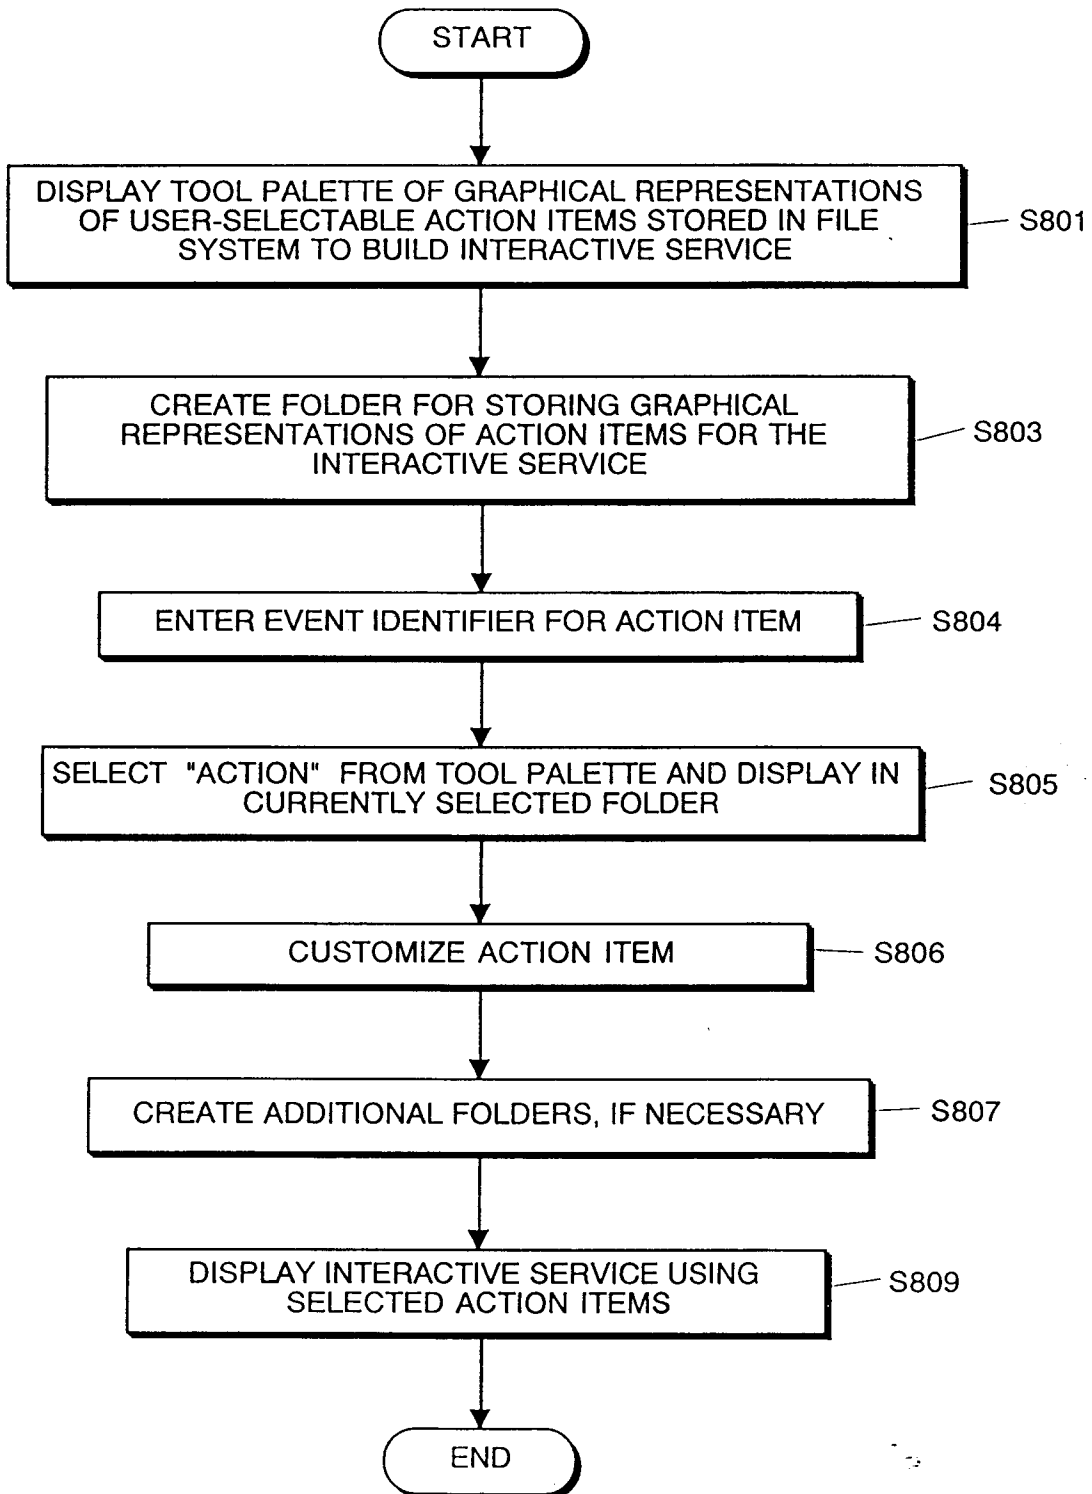 START
DISPLAY TOOL PALETTE OF GRAPHICAL REPRESENTATIONS
OF USER-SELECTABLE ACTION ITEMS STORED IN FILE
SYSTEM TO BUILD INTERACTIVE SERVICE
S801
CREATE FOLDER FOR STORING GRAPHICAL
REPRESENTATIONS OF ACTION ITEMS FOR THE
INTERACTIVE SERVICE
S803
ENTER EVENT IDENTIFIER FOR ACTION ITEM
S804
SELECT "ACTION" FROM TOOL PALETTE AND DISPLAY IN
CURRENTLY SELECTED FOLDER
S805
CUSTOMIZE ACTION ITEM
S806
CREATE ADDITIONAL FOLDERS, IF NECESSARY
S807
DISPLAY INTERACTIVE SERVICE USING
SELECTED ACTION ITEMS
S809
END